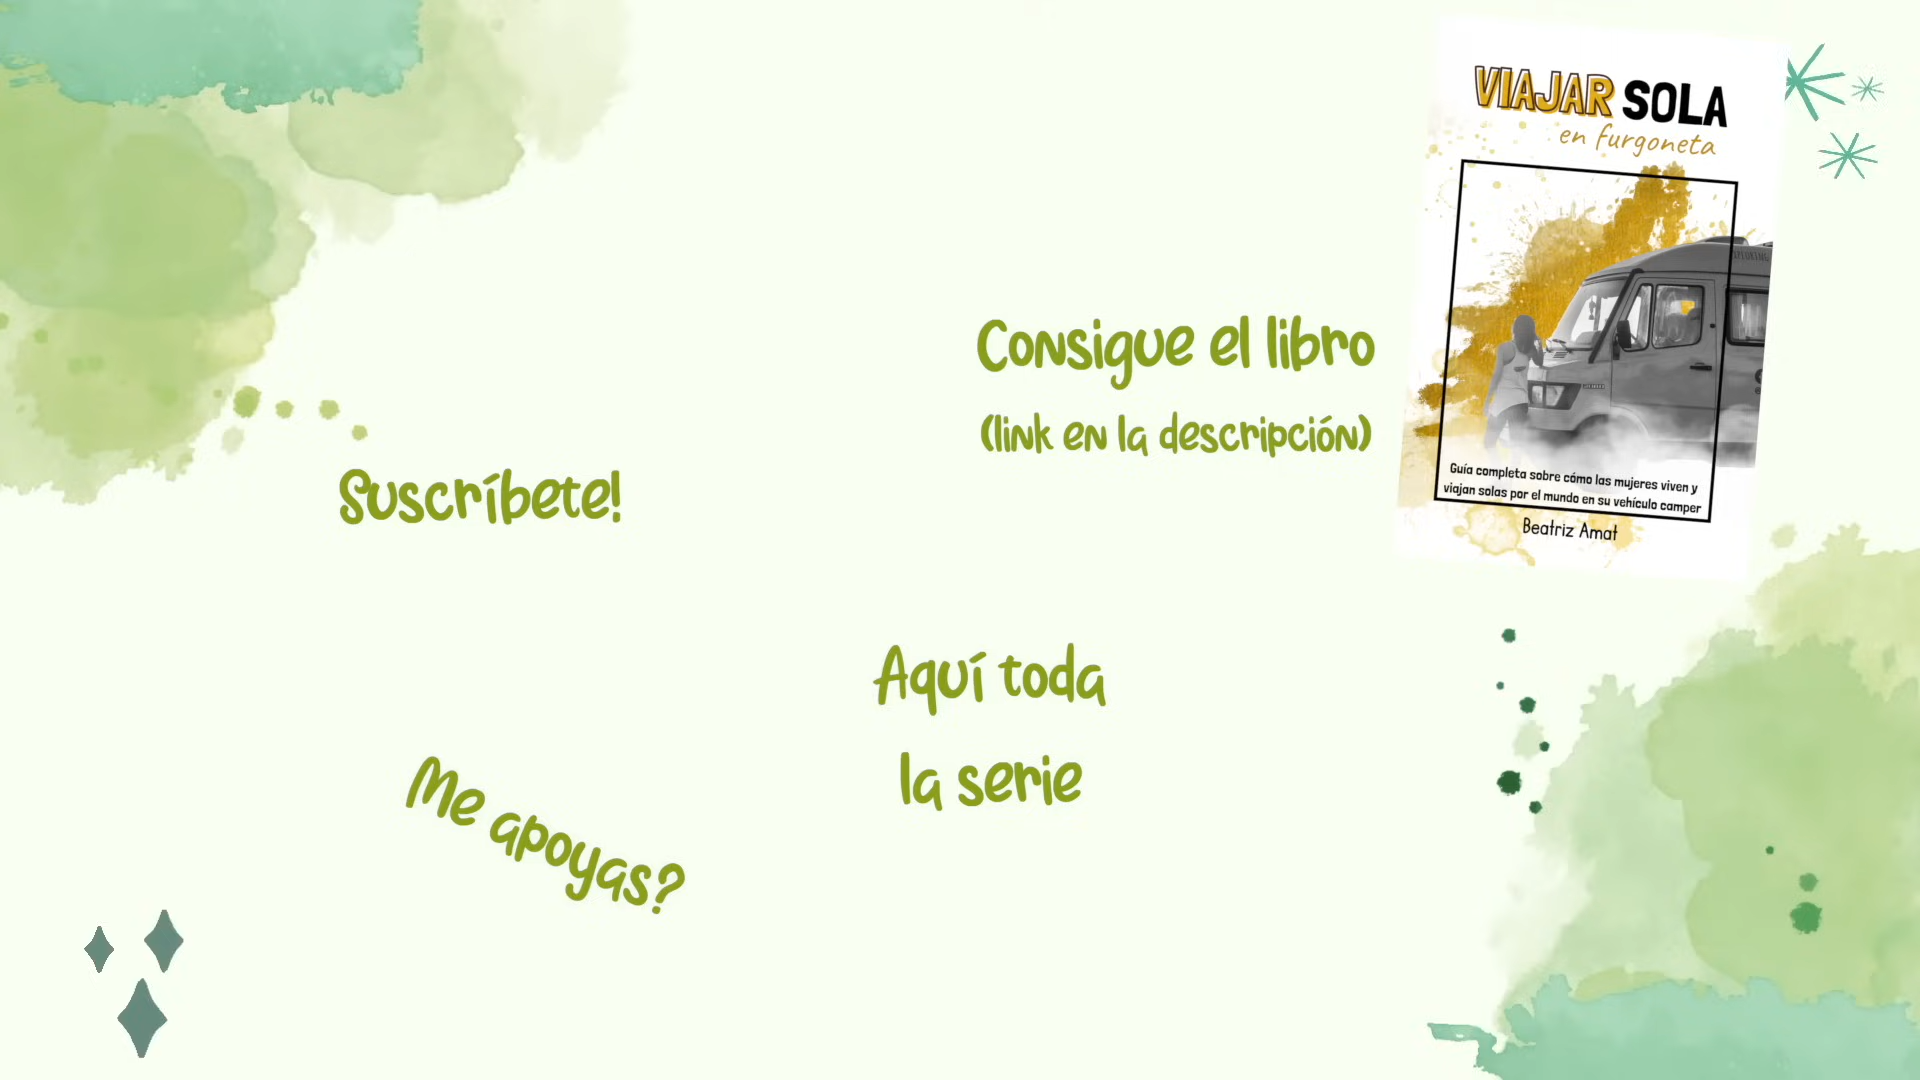 VIAJAR SOLA
en furgoneta
Guía completa sobre cómo las mujeres viven y
viajan solas por el mundo en su vehículo camper
Beatriz Amat
Consigue el libro
(link en la descripción)
Suscríbete!
Aquí toda
la serie
Me apoyas?